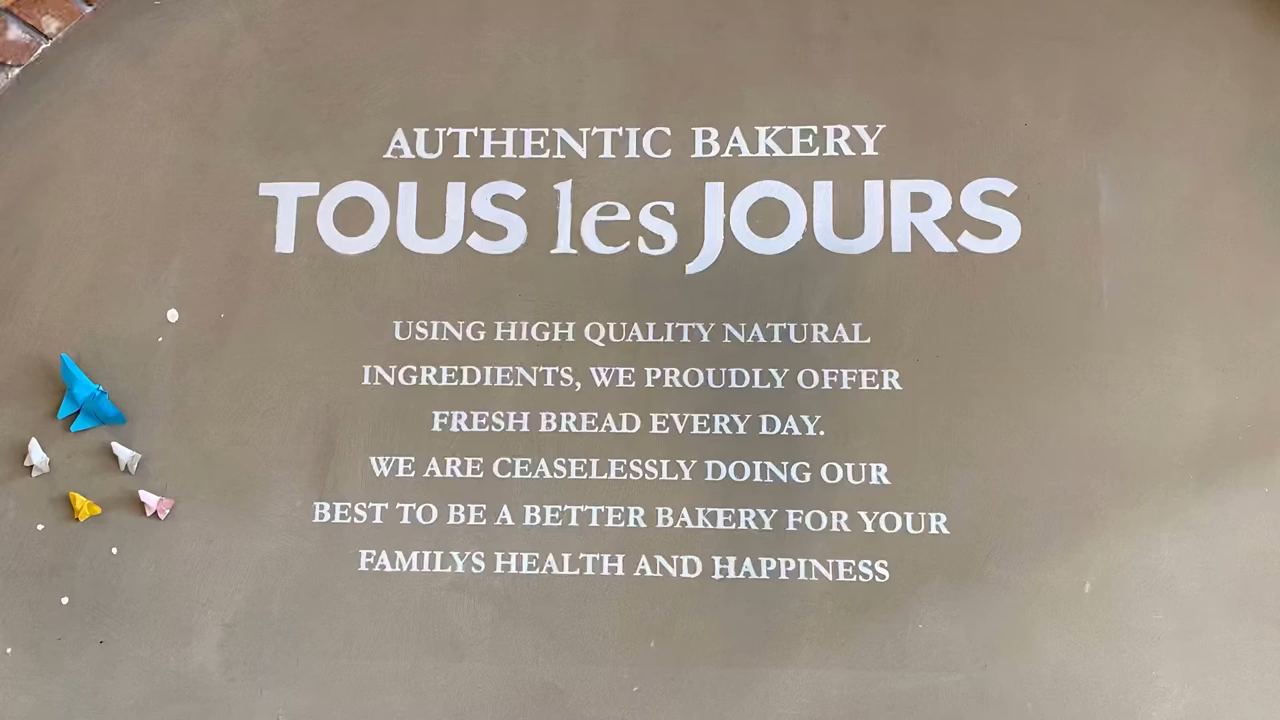 AUTHENTIC BAKERY
TOUS les JOURS
USING HIGH QUALITY NATURAL
INGREDIENTS, WE PROUDLY OFFER
FRESH BREAD EVERY DAY.
WE ARE CEASELESSLY DOING OUR
BEST TO BE A BETTER BAKERY FOR YOUR
FAMILYS HEALTH AND HAPPINESS